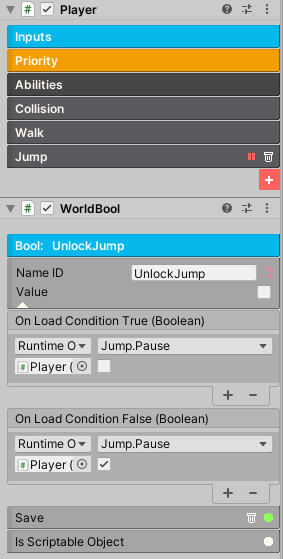 Player
Inputs
Priority
Abilities
Collision
Walk
Jump
WorldBool
Bool: UnlockJump
Name ID UnlockJump
Value
On Load Condition True (Boolean)
Runtime O Jump.Pause
Player (
On Load Condition False (Boolean)
Runtime O Jump.Pause
Player (
Save
Is Scriptable Object